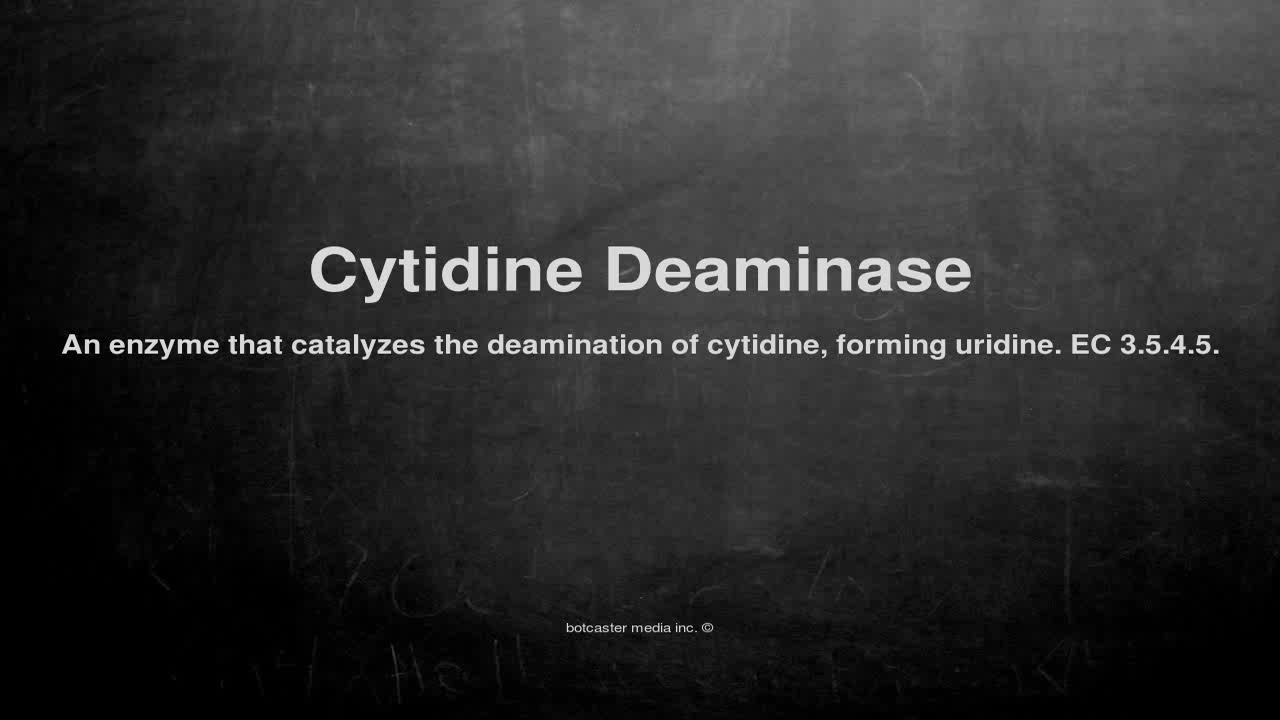 Cytidine Deaminase
An enzyme that catalyzes the deamination of cytidine, forming uridine. EC 3.5.4.5.
botcaster media inc. ©